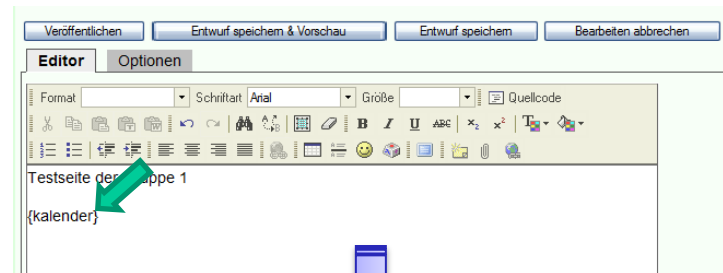 Veröffentlichen Entwurf speichern & Vorschau Entwurf speichern Bearbeiten abbrechen
Editor Optionen
Format Schriftart Arial Größe Quellcode
B I U ABC x₂ x² T
Testseite der Gruppe 1
{kalender}